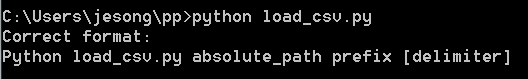 C:\Users\jesong\pp>python load_csv.py
Correct format:
Python load_csv.py absolute_path prefix [delimiter]